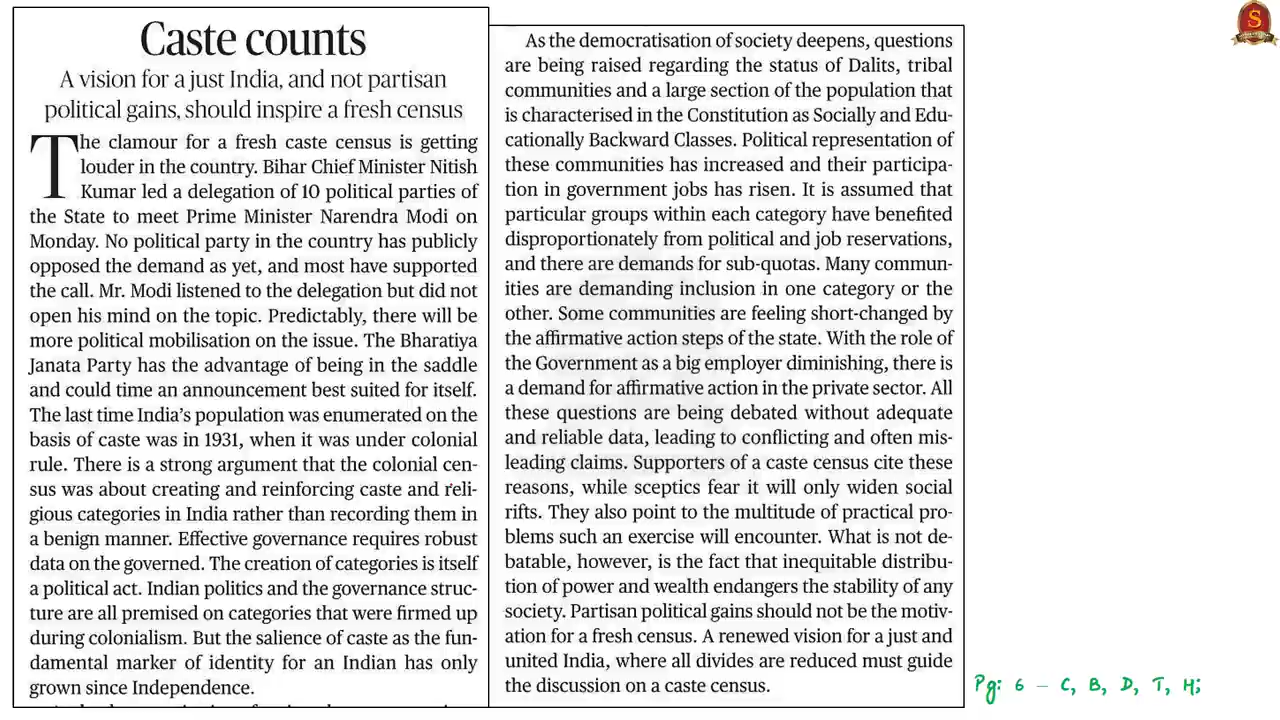 Caste counts
A vision for a just India, and not partisan
political gains, should inspire a fresh census
The clamour for a fresh caste census is getting
louder in the country. Bihar Chief Minister Nitish
Kumar led a delegation of 10 political parties of
the State to meet Prime Minister Narendra Modi on
Monday. No political party in the country has publicly
opposed the demand as yet, and most have supported
the call. Mr. Modi listened to the delegation but did not
open his mind on the topic. Predictably, there will be
more political mobilisation on the issue. The Bharatiya
Janata Party has the advantage of being in the saddle
and could time an announcement best suited for itself.
The last time India's population was enumerated on the
basis of caste was in 1931, when it was under colonial
rule. There is a strong argument that the colonial cen-
sus was about creating and reinforcing caste and reli-
gious categories in India rather than recording them in
a benign manner. Effective governance requires robust
data on the governed. The creation of categories is itself
a political act. Indian politics and the governance struc-
ture are all premised on categories that were firmed up
during colonialism. But the salience of caste as the fun-
damental marker of identity for an Indian has only
grown since Independence.
As the democratisation of society deepens, questions
are being raised regarding the status of Dalits, tribal
communities and a large section of the population that
is characterised in the Constitution as Socially and Edu-
cationally Backward Classes. Political representation of
these communities has increased and their participa-
tion in government jobs has risen. It is assumed that
particular groups within each category have benefited
disproportionately from political and job reservations,
and there are demands for sub-quotas. Many commun-
ities are demanding inclusion in one category or the
other. Some communities are feeling short-changed by
the affirmative action steps of the state. With the role of
the Government as a big employer diminishing, there is
a demand for affirmative action in the private sector. All
these questions are being debated without adequate
and reliable data, leading to conflicting and often mis-
leading claims. Supporters of a caste census cite these
reasons, while sceptics fear it will only widen social
rifts. They also point to the multitude of practical pro-
blems such an exercise will encounter. What is not de-
batable, however, is the fact that inequitable distribu-
tion of power and wealth endangers the stability of any
society. Partisan political gains should not be the motiv-
ation for a fresh census. A renewed vision for a just and
united India, where all divides are reduced must guide
the discussion on a caste census.
Pg: 6 – C, B, D, T, H;